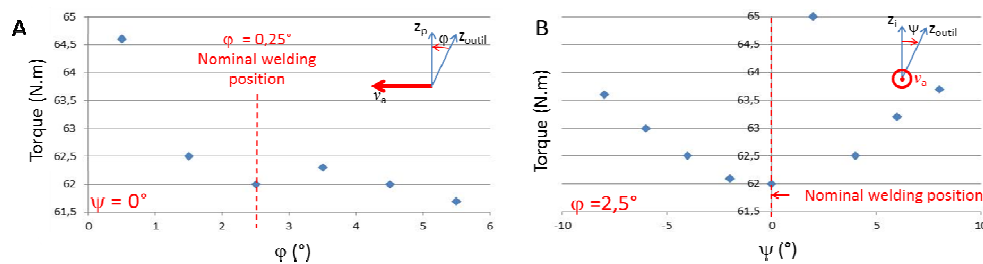 A
Torque (N.m)
65
64,5
64
63,5
63
62,5
62
61,5
0 1 2 3 4 5 6
φ (°)
φ = 0,25°
Nominal welding
position
ψ = 0°
zp
zoutil
φ
va
B
Torque (N.m)
65
64,5
64
63,5
63
62,5
62
61,5
-10 -5 0 5 10
ψ (°)
φ =2,5°
Nominal welding position
zi
ψ
zoutil
va